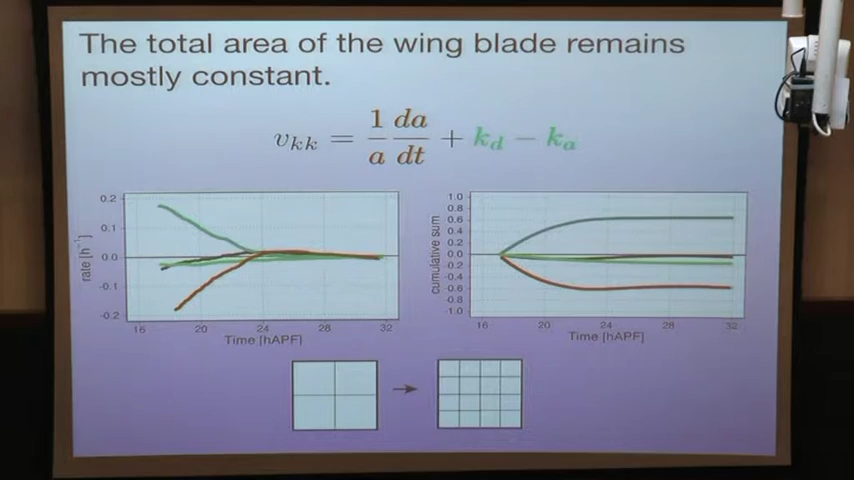 The total area of the wing blade remains
mostly constant.
v_kk = 1/a da/dt + k_d − k_a
0.2
0.1
0.0
-0.1
-0.2
rate [h⁻¹]
16 20 24 28 32
Time [hAPF]
1.0
0.8
0.6
0.4
0.2
0.0
0.2
-0.4
-0.6
-0.8
-1.0
cumulative sum
16 20 24 28 32
Time [hAPF]